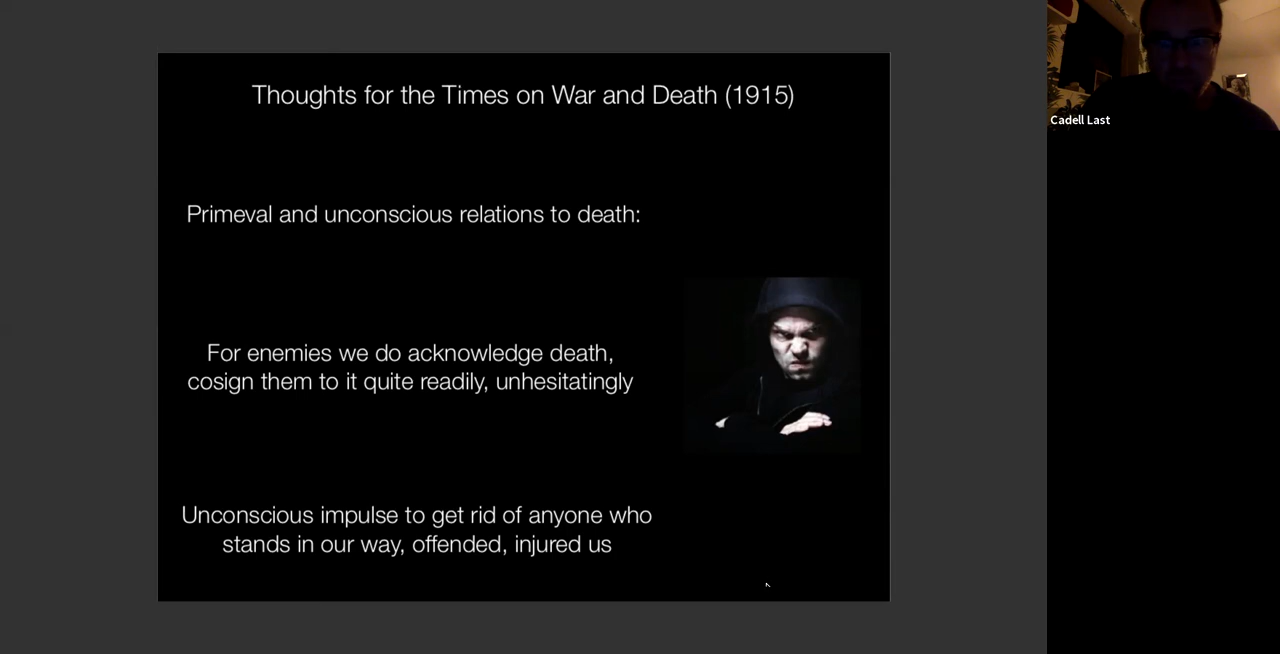 Thoughts for the Times on War and Death (1915)
Primeval and unconscious relations to death:
For enemies we do acknowledge death,
cosign them to it quite readily, unhesitatingly
Unconscious impulse to get rid of anyone who
stands in our way, offended, injured us
Cadell Last